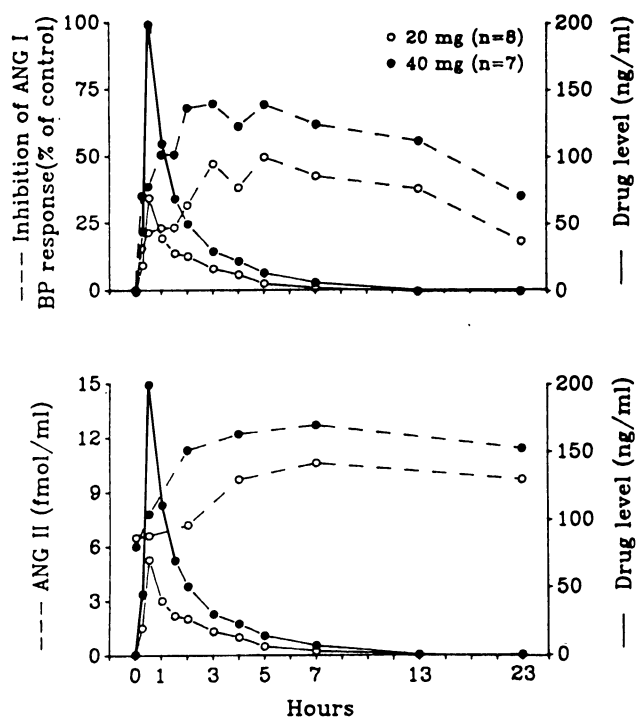 --- Inhibition of ANG I
BP response(% of control)
100
75
50
25
0
20 mg (n=8)
40 mg (n=7)
200
150
100
50
0
Drug level (ng/ml)
--- ANG II (fmol/ml)
15
12
9
6
3
0
200
150
100
50
0
Drug level (ng/ml)
0 1 3 5 7 13 23
Hours